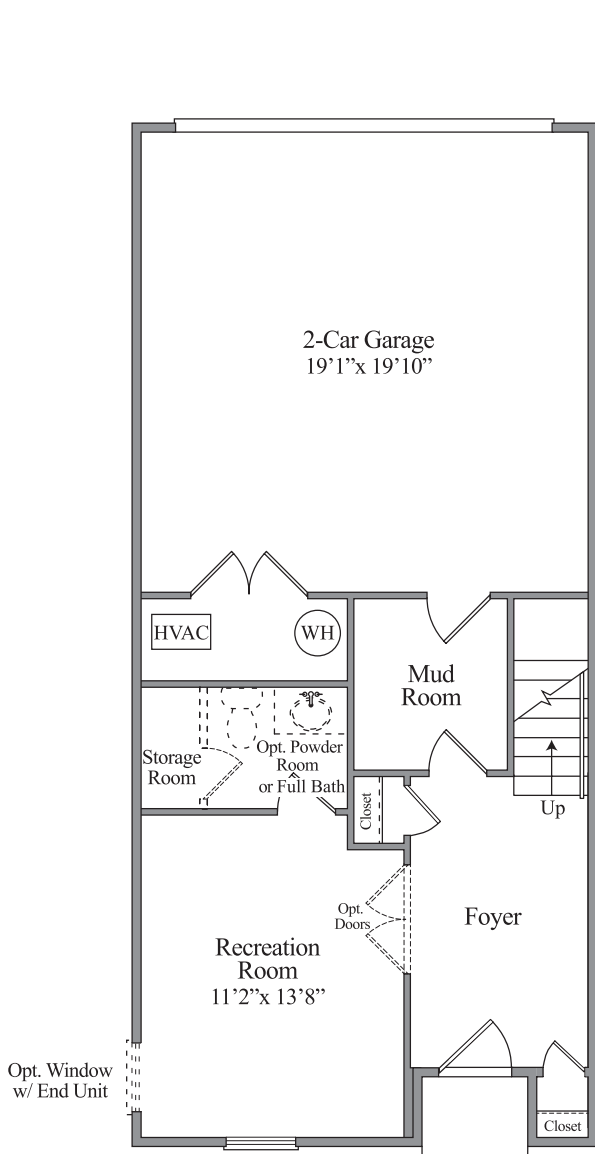 2-Car Garage
19’1”x 19’10”
HVAC
WH
Mud
Room
Storage
Room
Opt. Powder
Room
or Full Bath
Closet
Up
Opt.
Doors
Foyer
Recreation
Room
11’2”x 13’8”
Opt. Window
w/ End Unit
Closet